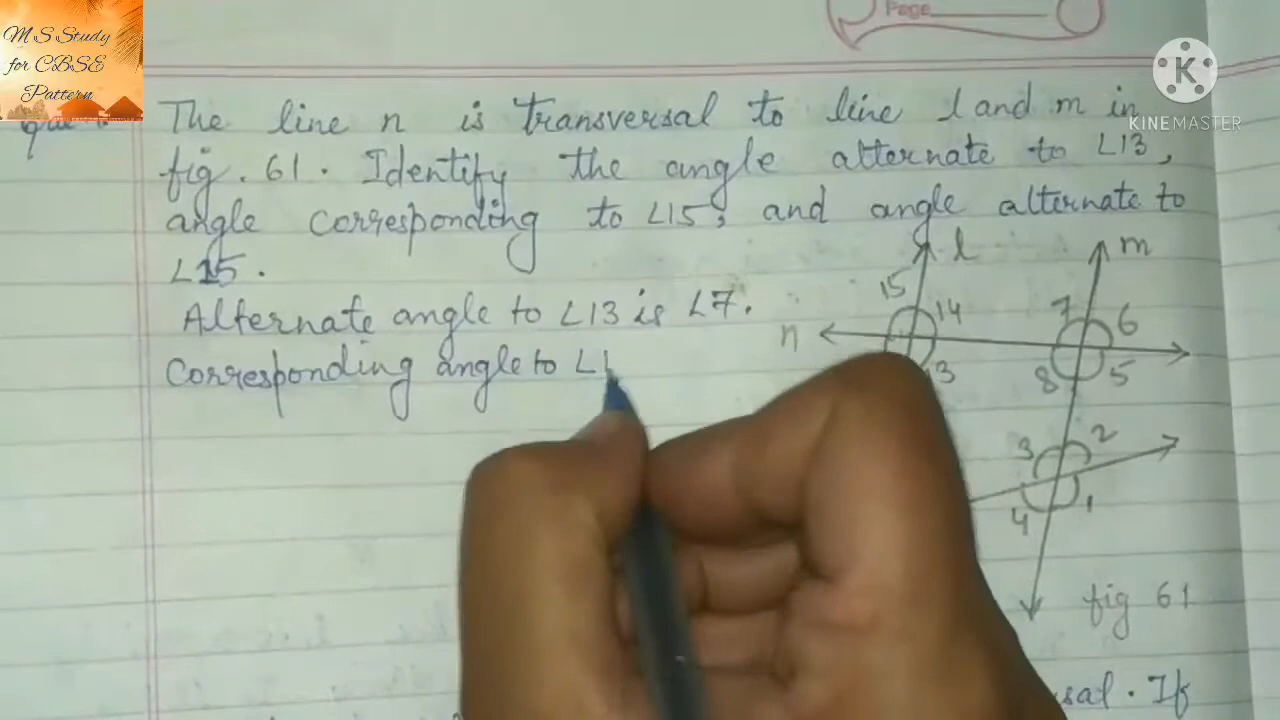 Page
M S Study
for CBSE
Pattern
KINEMASTER
The line n is transversal to line l and m in
fig. 61. Identify the angle alternate to ∠13,
angle corresponding to ∠15, and angle alternate to
∠15.
Alternate angle to ∠13 is ∠7.
Corresponding angle to ∠1
l
m
n
15
14
7
6
3
8
5
3
2
4
1
fig 61
If